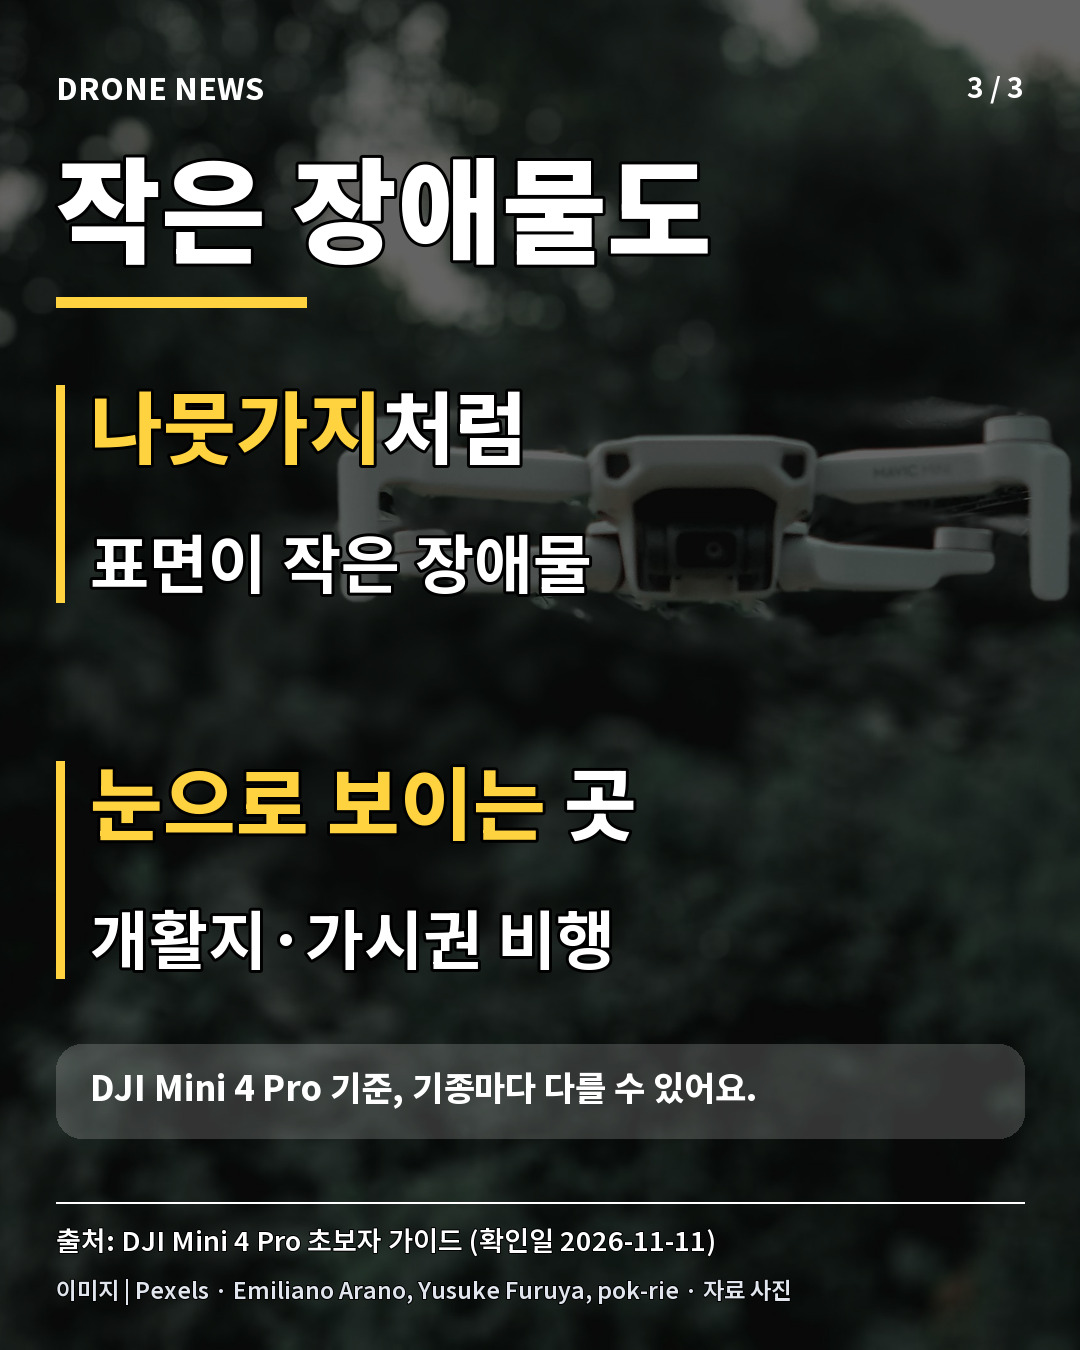 DRONE NEWS
3 / 3
작은 장애물도
나뭇가지처럼
표면이 작은 장애물
MAVIC MINI
눈으로 보이는 곳
개활지·가시권 비행
DJI Mini 4 Pro 기준, 기종마다 다를 수 있어요.
출처: DJI Mini 4 Pro 초보자 가이드 (확인일 2026-11-11)
이미지 | Pexels · Emiliano Arano, Yusuke Furuya, pok-rie · 자료 사진